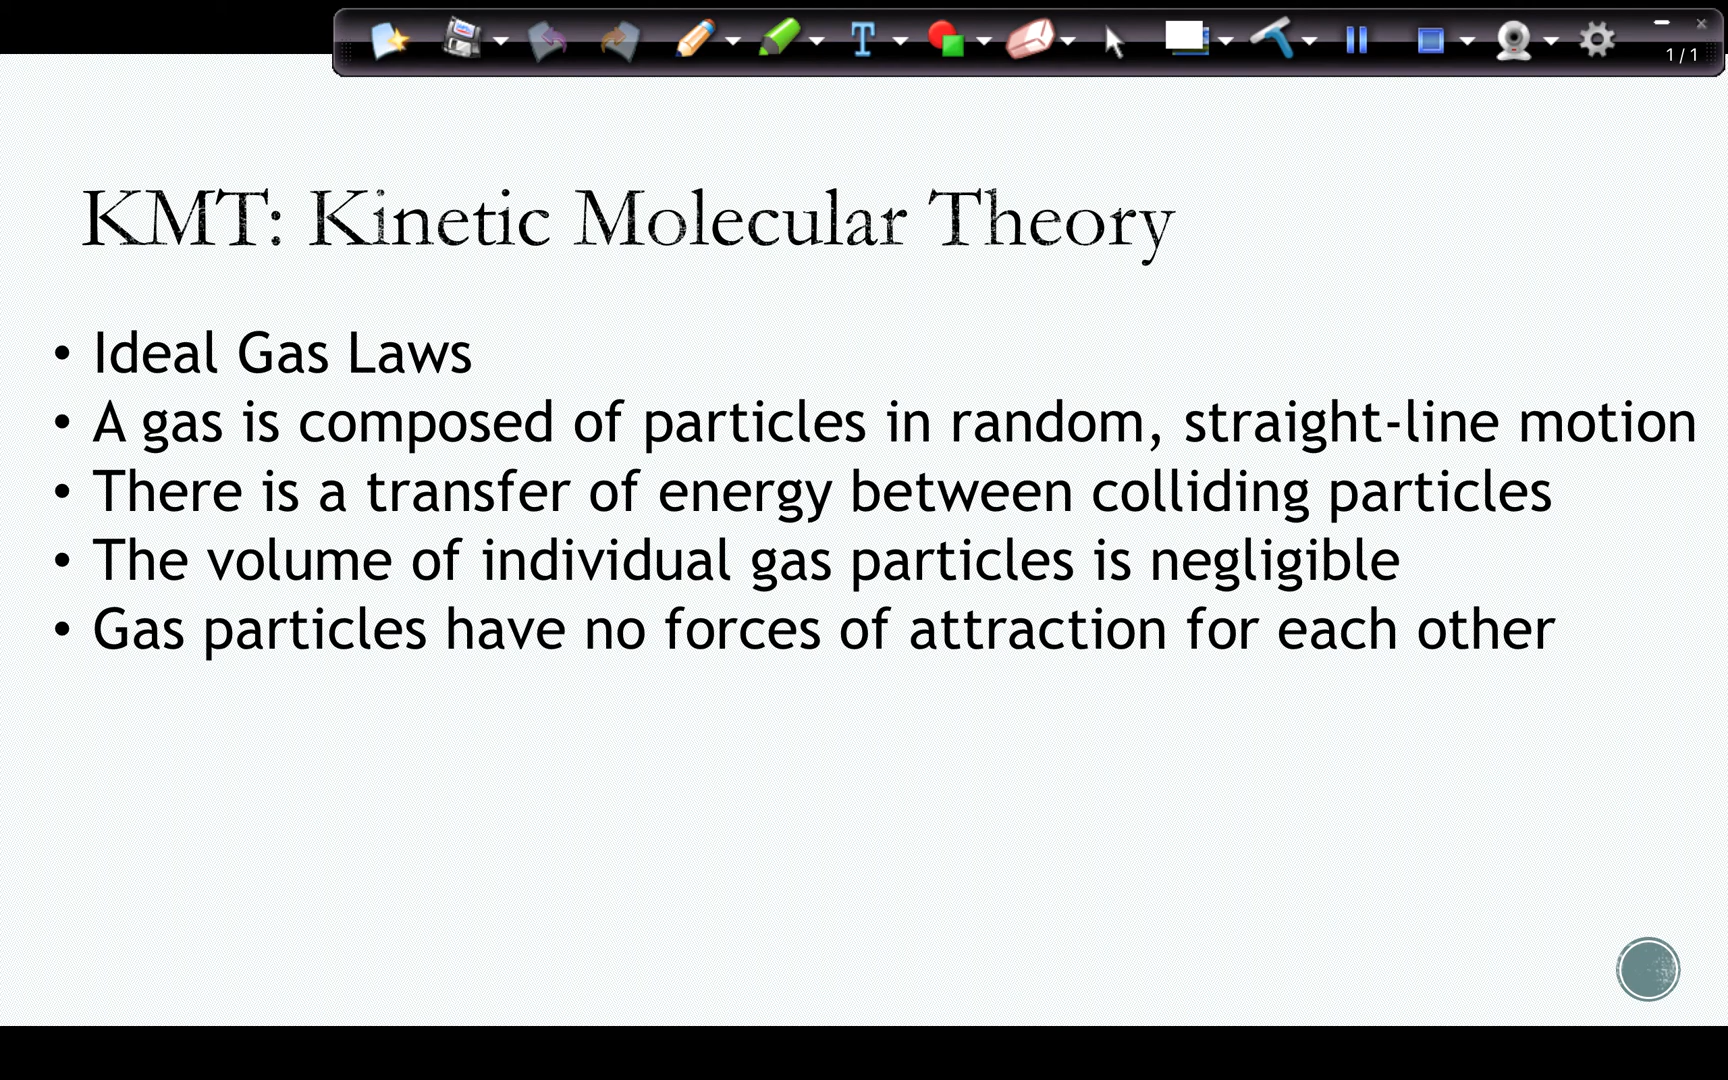 1/1
KMT: Kinetic Molecular Theory
• Ideal Gas Laws
• A gas is composed of particles in random, straight-line motion
• There is a transfer of energy between colliding particles
• The volume of individual gas particles is negligible
• Gas particles have no forces of attraction for each other